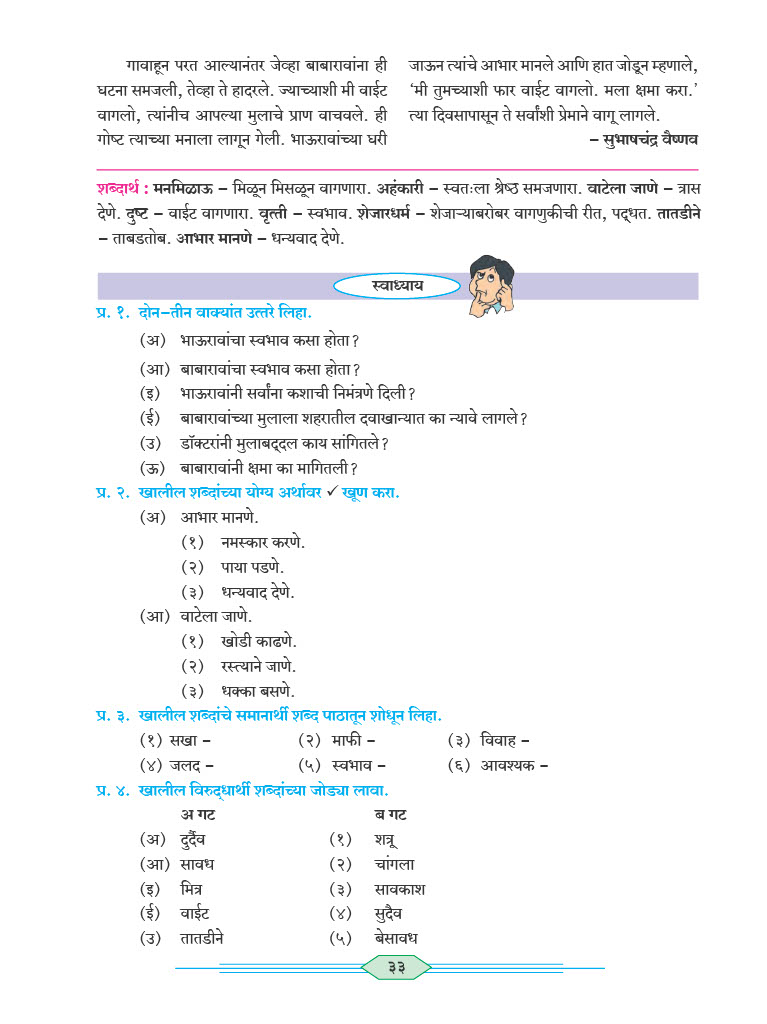 गावाहून परत आल्यानंतर जेव्हा बाबारावांना ही
घटना समजली, तेव्हा ते हादरले. ज्याच्याशी मी वाईट
वागलो, त्यांनीच आपल्या मुलाचे प्राण वाचवले. ही
गोष्ट त्याच्या मनाला लागून गेली. भाऊरावांच्या घरी
जाऊन त्यांचे आभार मानले आणि हात जोडून म्हणाले,
‘मी तुमच्याशी फार वाईट वागलो. मला क्षमा करा.’
त्या दिवसापासून ते सर्वांशी प्रेमाने वागू लागले.
– सुभाषचंद्र वैष्णव
शब्दार्थ : मनमिळाऊ – मिळून मिसळून वागणारा. अहंकारी – स्वतःला श्रेष्ठ समजणारा. वाटेला जाणे – त्रास
देणे. दुष्ट – वाईट वागणारा. वृत्ती – स्वभाव. शेजारधर्म – शेजाऱ्याबरोबर वागणुकीची रीत, पद्धत. तातडीने
– ताबडतोब. आभार मानणे – धन्यवाद देणे.
स्वाध्याय
प्र. १. दोन–तीन वाक्यांत उत्तरे लिहा.
(अ) भाऊरावांचा स्वभाव कसा होता?
(आ) बाबारावांचा स्वभाव कसा होता?
(इ) भाऊरावांनी सर्वांना कशाची निमंत्रणे दिली?
(ई) बाबारावांच्या मुलाला शहरातील दवाखान्यात का न्यावे लागले?
(उ) डॉक्टरांनी मुलाबद्दल काय सांगितले?
(ऊ) बाबारावांनी क्षमा का मागितली?
प्र. २. खालील शब्दांच्या योग्य अर्थावर ✓ खूण करा.
(अ) आभार मानणे.
(१) नमस्कार करणे.
(२) पाया पडणे.
(३) धन्यवाद देणे.
(आ) वाटेला जाणे.
(१) खोडी काढणे.
(२) रस्त्याने जाणे.
(३) धक्का बसणे.
प्र. ३. खालील शब्दांचे समानार्थी शब्द पाठातून शोधून लिहा.
(१) सखा – (२) माफी – (३) विवाह –
(४) जलद – (५) स्वभाव – (६) आवश्यक –
प्र. ४. खालील विरुद्धार्थी शब्दांच्या जोड्या लावा.
अ गट ब गट
(अ) दुर्दैव (१) शत्रू
(आ) सावध (२) चांगला
(इ) मित्र (३) सावकाश
(ई) वाईट (४) सुदैव
(उ) तातडीने (५) बेसावध
३३